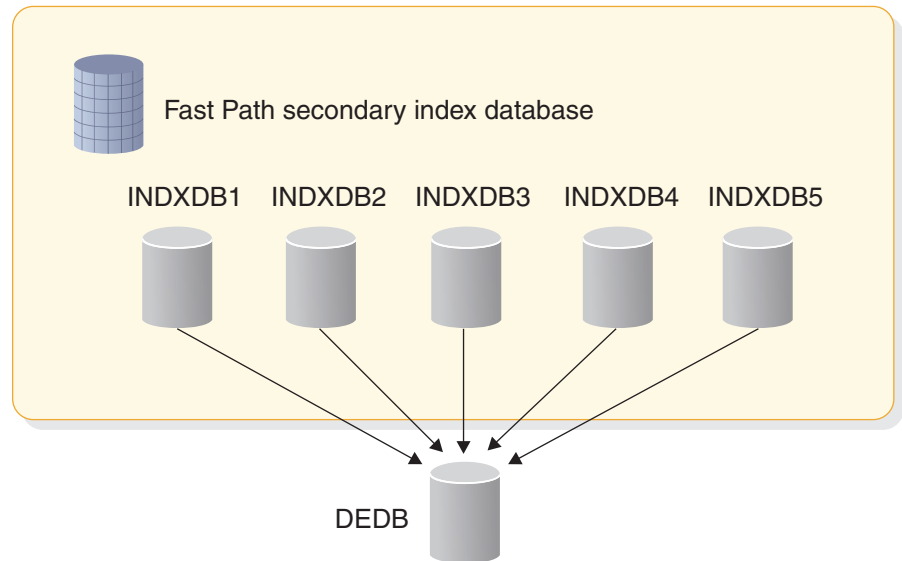 Fast Path secondary index database
INDXDB1 INDXDB2 INDXDB3 INDXDB4 INDXDB5
DEDB